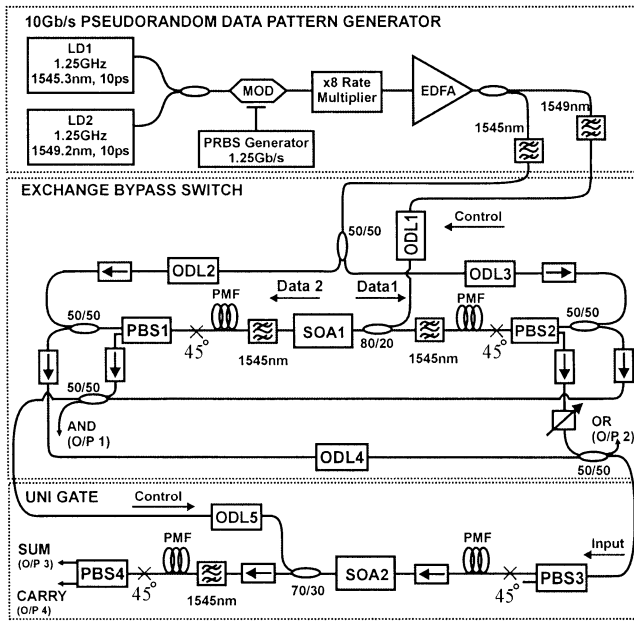 10Gb/s PSEUDORANDOM DATA PATTERN GENERATOR
LD1
1.25GHz
1545.3nm, 10ps
LD2
1.25GHz
1549.2nm, 10ps
MOD
PRBS Generator
1.25Gb/s
x8 Rate
Multiplier
EDFA
1545nm
1549nm
EXCHANGE BYPASS SWITCH
50/50
ODL1
Control
ODL2
ODL3
PMF
Data 2
Data1
PMF
50/50
PBS1
45°
1545nm
SOA1
80/20
1545nm
45°
PBS2
50/50
50/50
AND
(O/P 1)
OR
(O/P 2)
ODL4
50/50
UNI GATE
Control
ODL5
PMF
PMF
Input
SUM
(O/P 3)
CARRY
(O/P 4)
PBS4
45°
1545nm
70/30
SOA2
45°
PBS3